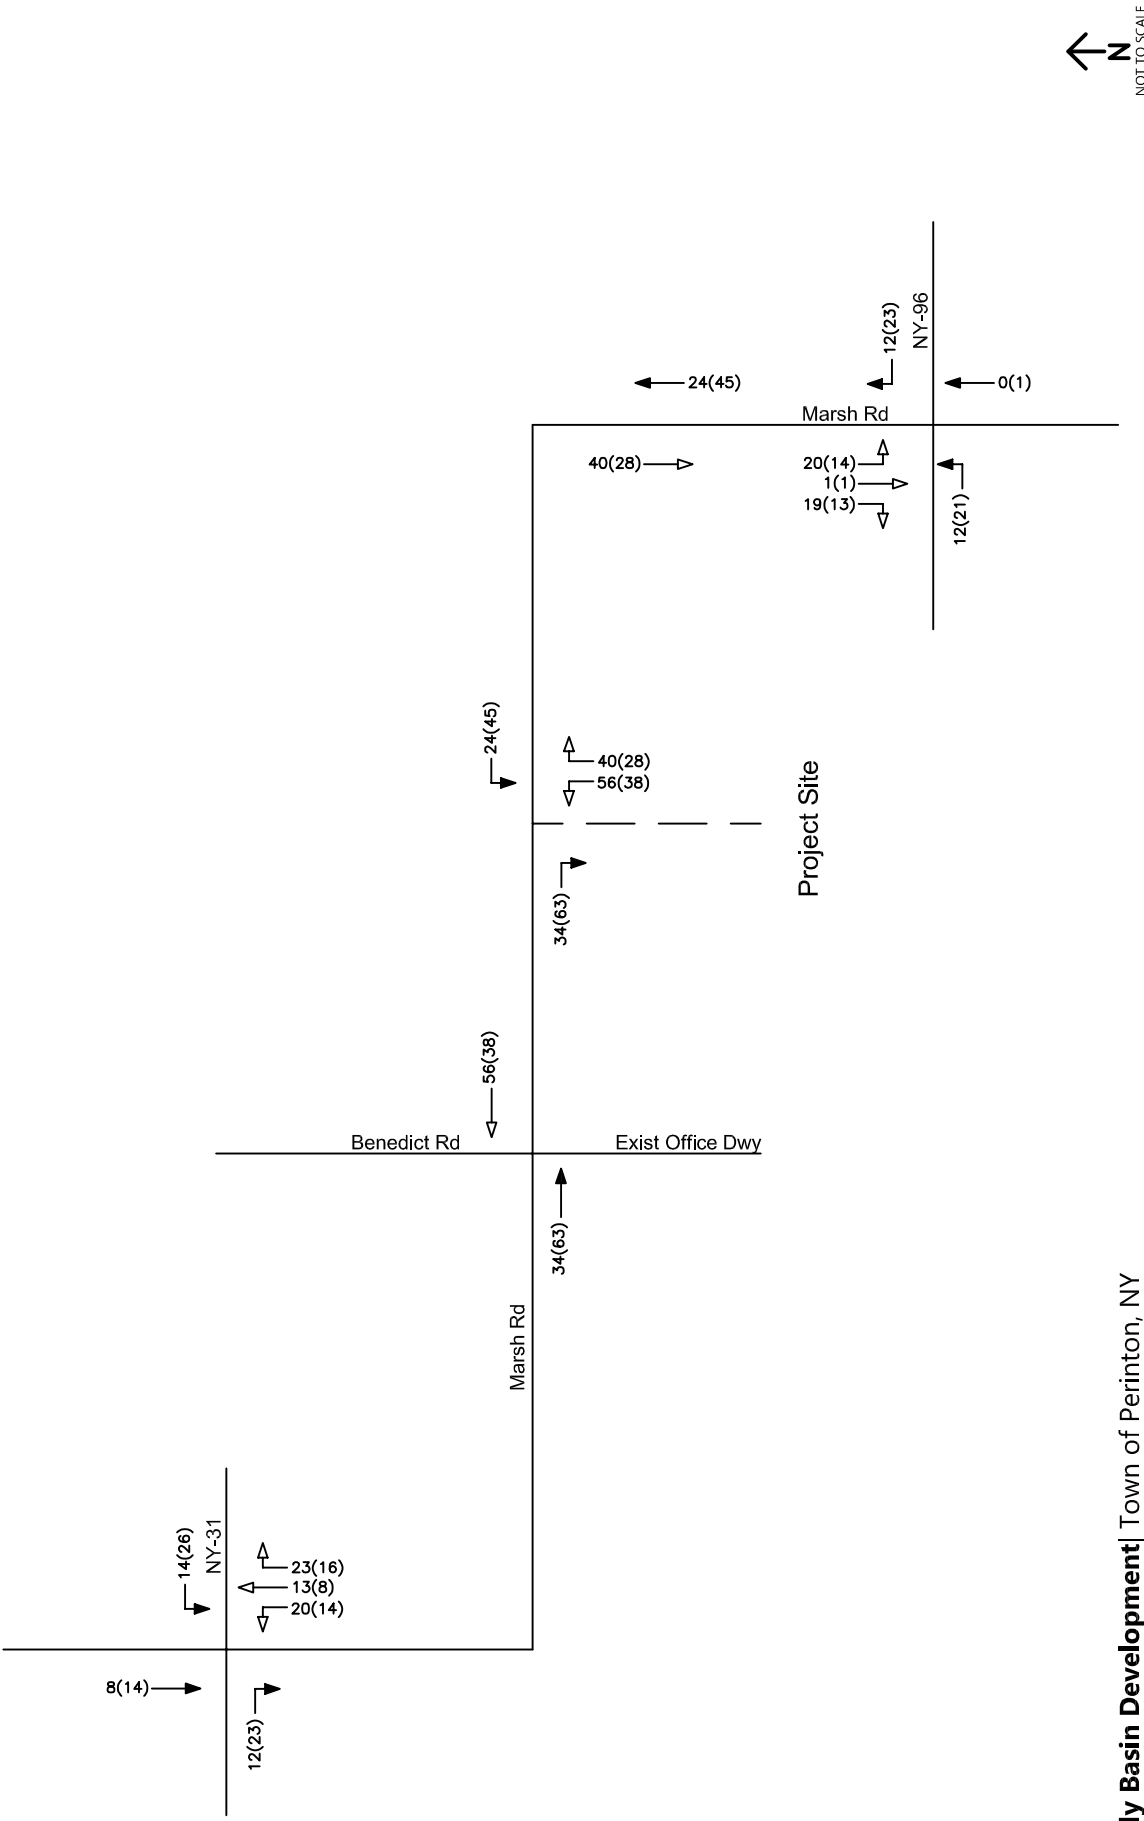 N
NOT TO SCALE
12(23)
NY-96
24(45)
0(1)
Marsh Rd
40(28)
20(14)
1(1)
19(13)
12(21)
24(45)
40(28)
56(38)
Project Site
34(63)
56(38)
Benedict Rd
Exist Office Dwy
34(63)
Marsh Rd
14(26)
NY-31
23(16)
13(8)
20(14)
8(14)
12(23)
ly Basin Development| Town of Perinton, NY